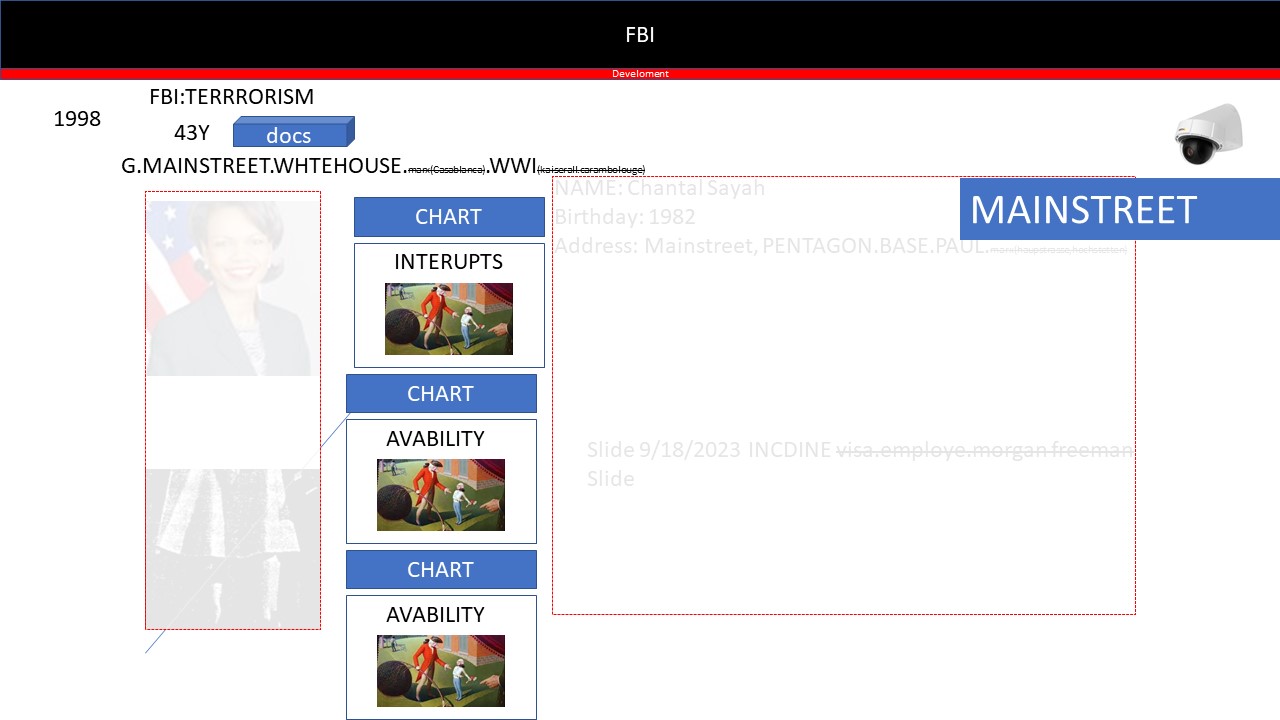 FBI
Develoment
FBI:TERRRORISM
1998
43Y
docs
G.MAINSTREET.WHTEHOUSE.marx(Casablanca).WWI(kaiserall.carambolouge)
NAME: Chantal Sayah
Birthday: 1982
Address: Mainstreet, PENTAGON.BASE.PAUL.
MAINSTREET
CHART
INTERUPTS
CHART
AVABILITY
Slide 9/18/2023 INCDINE visa.employe.morgan freeman
Slide
CHART
AVABILITY